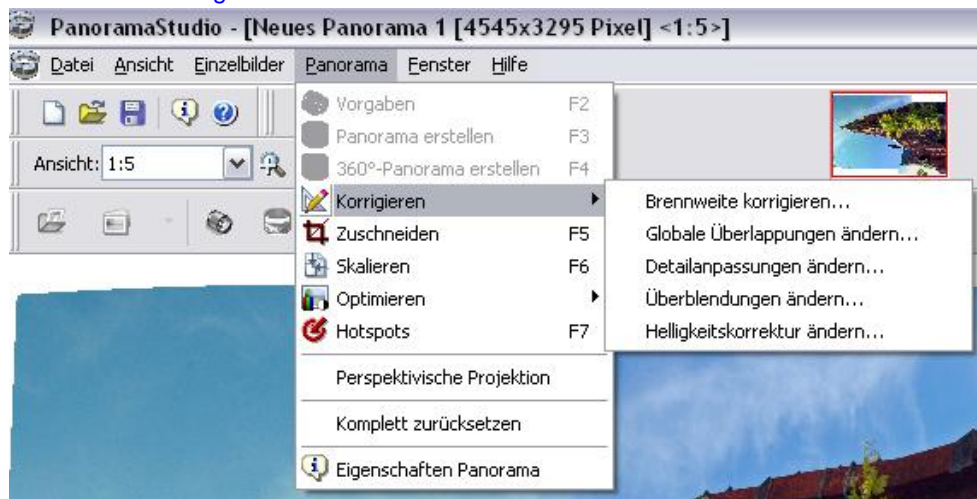 PanoramaStudio - [Neues Panorama 1 [4545x3295 Pixel] <1:5>]
Datei Ansicht Einzelbilder Panorama Fenster Hilfe
Ansicht: 1:5
Vorgaben F2
Panorama erstellen F3
360°-Panorama erstellen F4
Korrigieren
Zuschneiden F5
Skalieren F6
Optimieren
Hotspots F7
Perspektivische Projektion
Komplett zurücksetzen
Eigenschaften Panorama
Brennweite korrigieren...
Globale Überlappungen ändern...
Detailanpassungen ändern...
Überblendungen ändern...
Helligkeitskorrektur ändern...